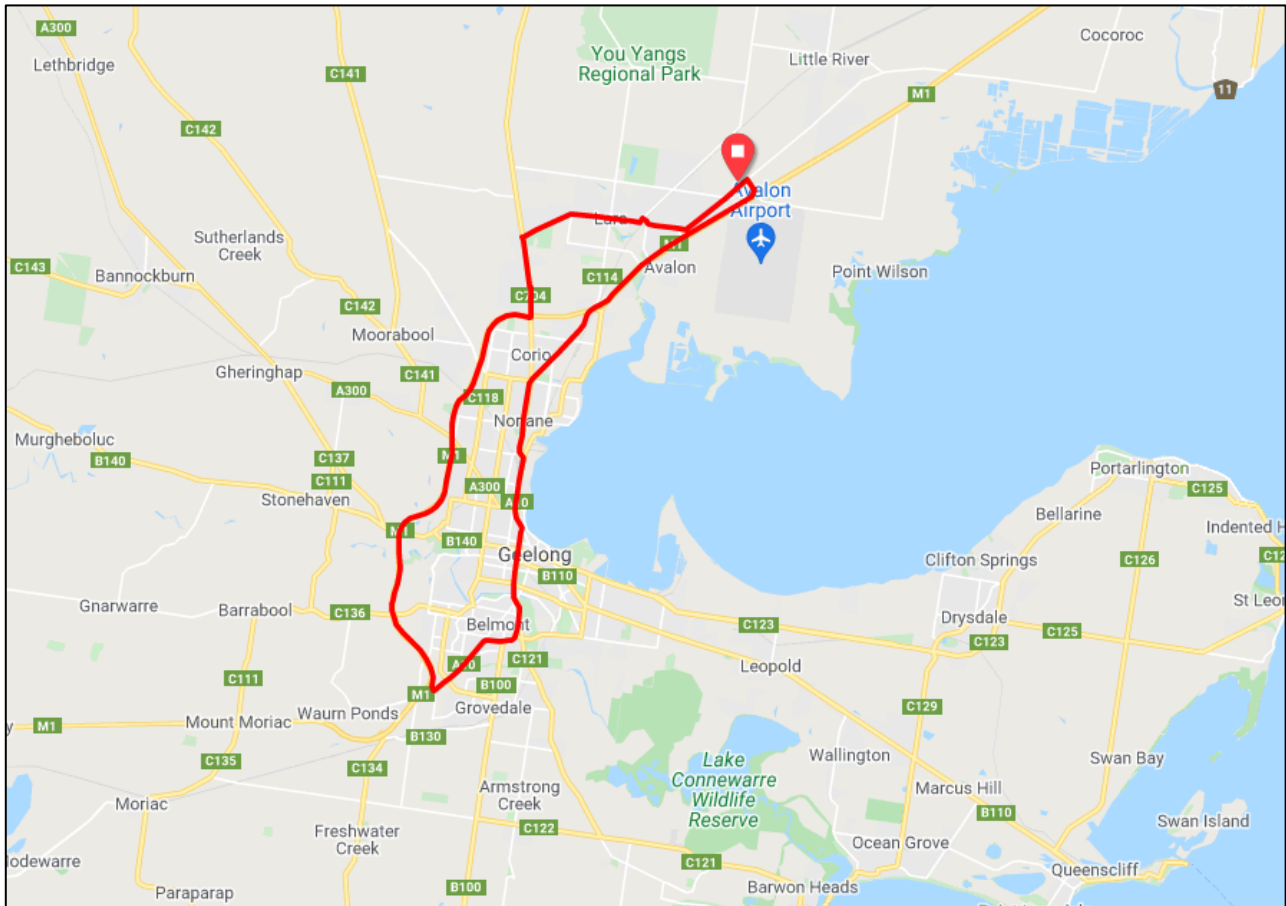 A300
Lethbridge
C141
C142
You Yangs
Regional Park
Little River
Cocoroc
M1
11
C142
Avalon
Airport
Lara
M1
Avalon
Sutherlands
Creek
C143
Bannockburn
C114
Point Wilson
C704
C142
Moorabool
Corio
Gheringhap
C141
A300
C118
Norlane
Murgheboluc
B140
C137
C111
M1
A300
A10
Stonehaven
M1
B140
Geelong
B110
Portarlington
C125
Bellarine
Indented H
Clifton Springs
C126
C12
St Leon
Gnarwarre
Barrabool
C136
Belmont
C123
Drysdale
C123
C125
A10
C121
Leopold
C111
M1
B100
Waurn Ponds
Grovedale
C129
M1
Mount Moriac
B130
C135
C134
Wallington
Swan Bay
Lake
Connewarre
Wildlife
Reserve
Moriac
Armstrong
Creek
Marcus Hill
B110
Swan Island
Freshwater
Creek
C122
Ocean Grove
C121
Modewarre
Paraparap
B100
Barwon Heads
Queenscliff